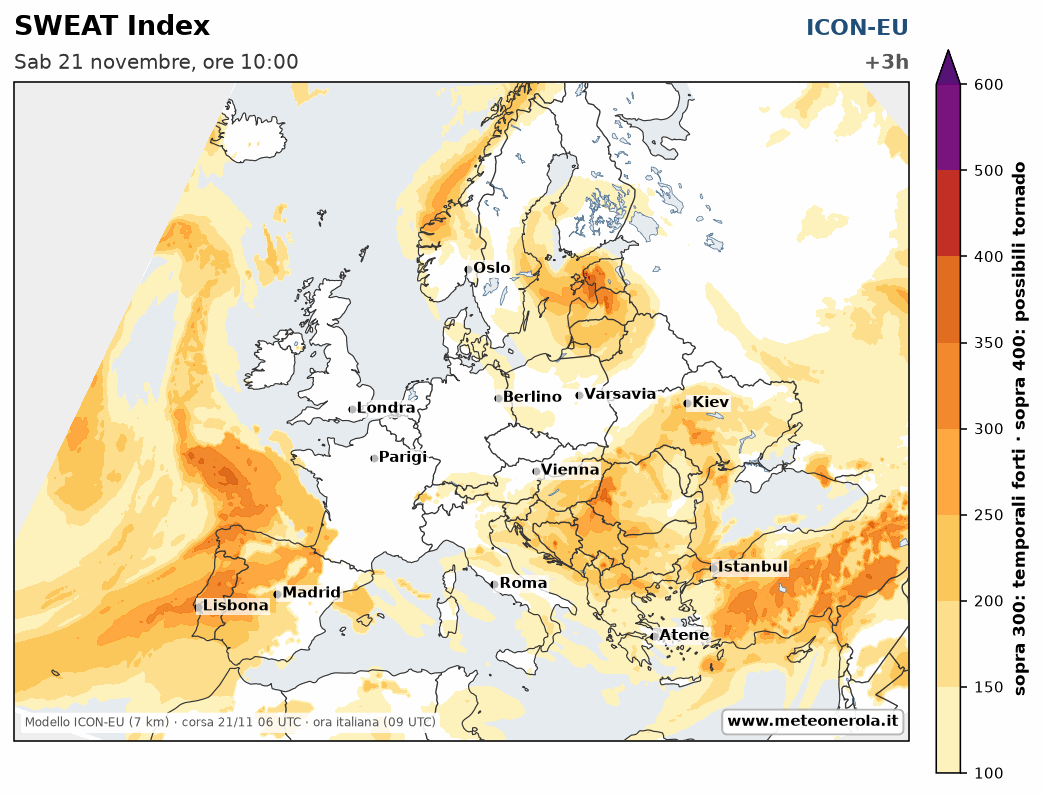 SWEAT Index
ICON-EU
Sab 21 novembre, ore 10:00
+3h
600
500
400
350
300
250
200
150
100
sopra 300: temporali forti · sopra 400: possibili tornado
Oslo
Berlino
Varsavia
Kiev
Londra
Parigi
Vienna
Istanbul
Roma
Madrid
Lisbona
Atene
Modello ICON-EU (7 km) · corsa 21/11 06 UTC · ora italiana (09 UTC)
www.meteonerola.it